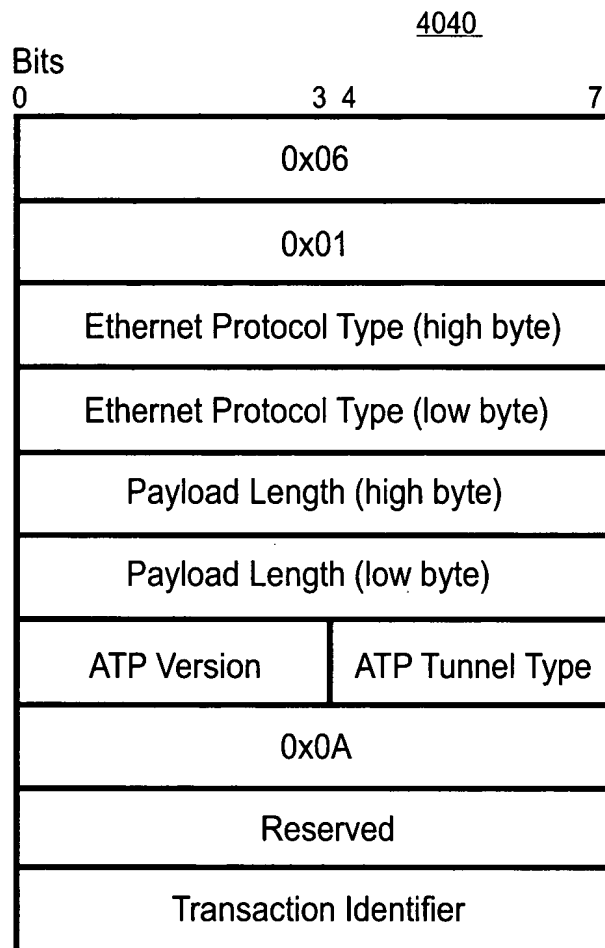 4040
Bits
0 3 4 7
0x06
0x01
Ethernet Protocol Type (high byte)
Ethernet Protocol Type (low byte)
Payload Length (high byte)
Payload Length (low byte)
ATP Version ATP Tunnel Type
0x0A
Reserved
Transaction Identifier